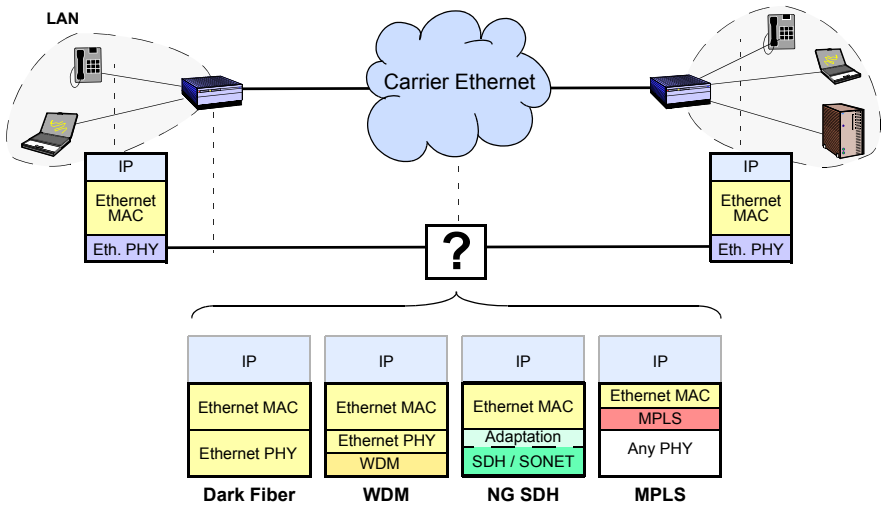 LAN
Carrier Ethernet
IP
Ethernet
MAC
Eth. PHY
?
IP
Ethernet
MAC
Eth. PHY
IP
Ethernet MAC
Ethernet PHY
Dark Fiber
IP
Ethernet MAC
Ethernet PHY
WDM
WDM
IP
Ethernet MAC
Adaptation
SDH / SONET
NG SDH
IP
Ethernet MAC
MPLS
Any PHY
MPLS